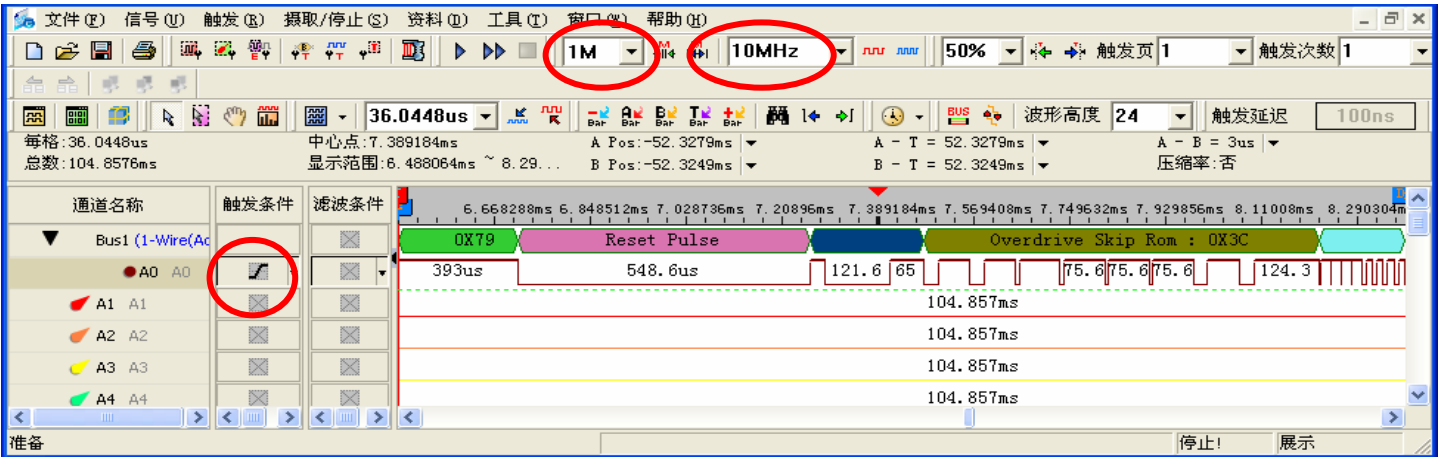 文件(F) 信号(U) 触发(R) 摄取/停止(S) 资料(D) 工具(T) 窗口(W) 帮助(H)
1M 10MHz 50% 触发页 1 触发次数 1
36.0448us Bar Bar Bar Bar Bar BUS 波形高度 24 触发延迟 100ns
每格:36.0448us 中心点:7.389184ms A Pos:-52.3279ms A - T = 52.3279ms A - B = 3us
总数:104.8576ms 显示范围:6.488064ms ~ 8.29... B Pos:-52.3249ms B - T = 52.3249ms 压缩率:否
通道名称 触发条件 滤波条件 6.668288ms 6.848512ms 7.028736ms 7.20896ms 7.389184ms 7.569408ms 7.749632ms 7.929856ms 8.11008ms 8.290304m
Bus1 (1-Wire(Ac 0X79 Reset Pulse Overdrive Skip Rom : 0X3C
A0 A0 393us 548.6us 121.6 65 75.6 75.6 75.6 124.3
A1 A1 104.857ms
A2 A2 104.857ms
A3 A3 104.857ms
A4 A4 104.857ms
准备 停止! 展示